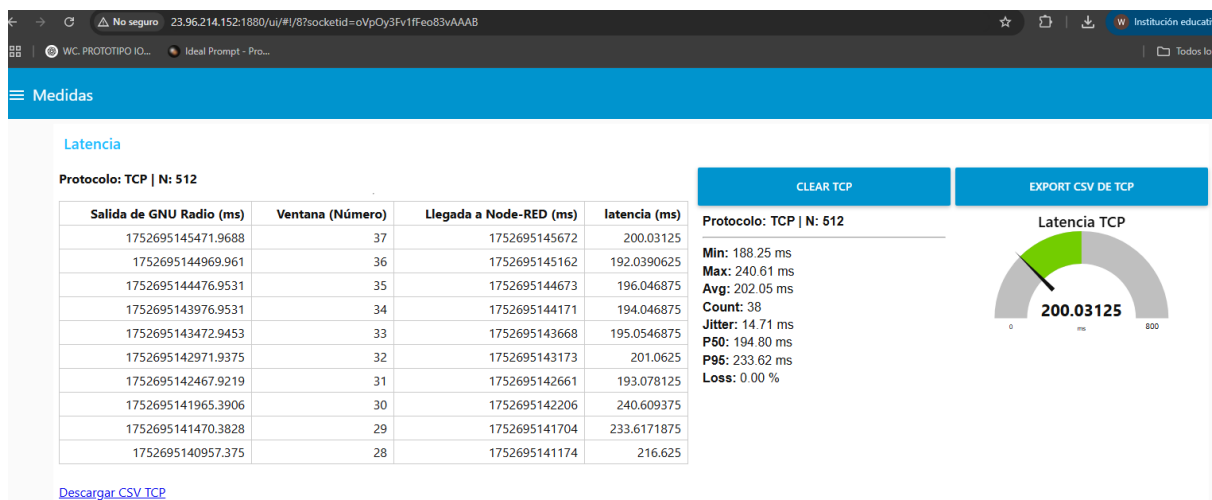 No seguro 23.96.214.152:1880/ui/#!/8?socketid=oVpOy3Fv1fFeo83vAAAB
W Institución educati
WC. PROTOTIPO IO... Ideal Prompt - Pro... Todos lo
Medidas
Latencia
Protocolo: TCP | N: 512
Salida de GNU Radio (ms) Ventana (Número) Llegada a Node-RED (ms) latencia (ms)
1752695145471.9688 37 1752695145672 200.03125
1752695144969.961 36 1752695145162 192.0390625
1752695144476.9531 35 1752695144673 196.046875
1752695143976.9531 34 1752695144171 194.046875
1752695143472.9453 33 1752695143668 195.0546875
1752695142971.9375 32 1752695143173 201.0625
1752695142467.9219 31 1752695142661 193.078125
1752695141965.3906 30 1752695142206 240.609375
1752695141470.3828 29 1752695141704 233.6171875
1752695140957.375 28 1752695141174 216.625
Descargar CSV TCP
CLEAR TCP
EXPORT CSV DE TCP
Protocolo: TCP | N: 512
Min: 188.25 ms
Max: 240.61 ms
Avg: 202.05 ms
Count: 38
Jitter: 14.71 ms
P50: 194.80 ms
P95: 233.62 ms
Loss: 0.00 %
Latencia TCP
200.03125
0 ms 800